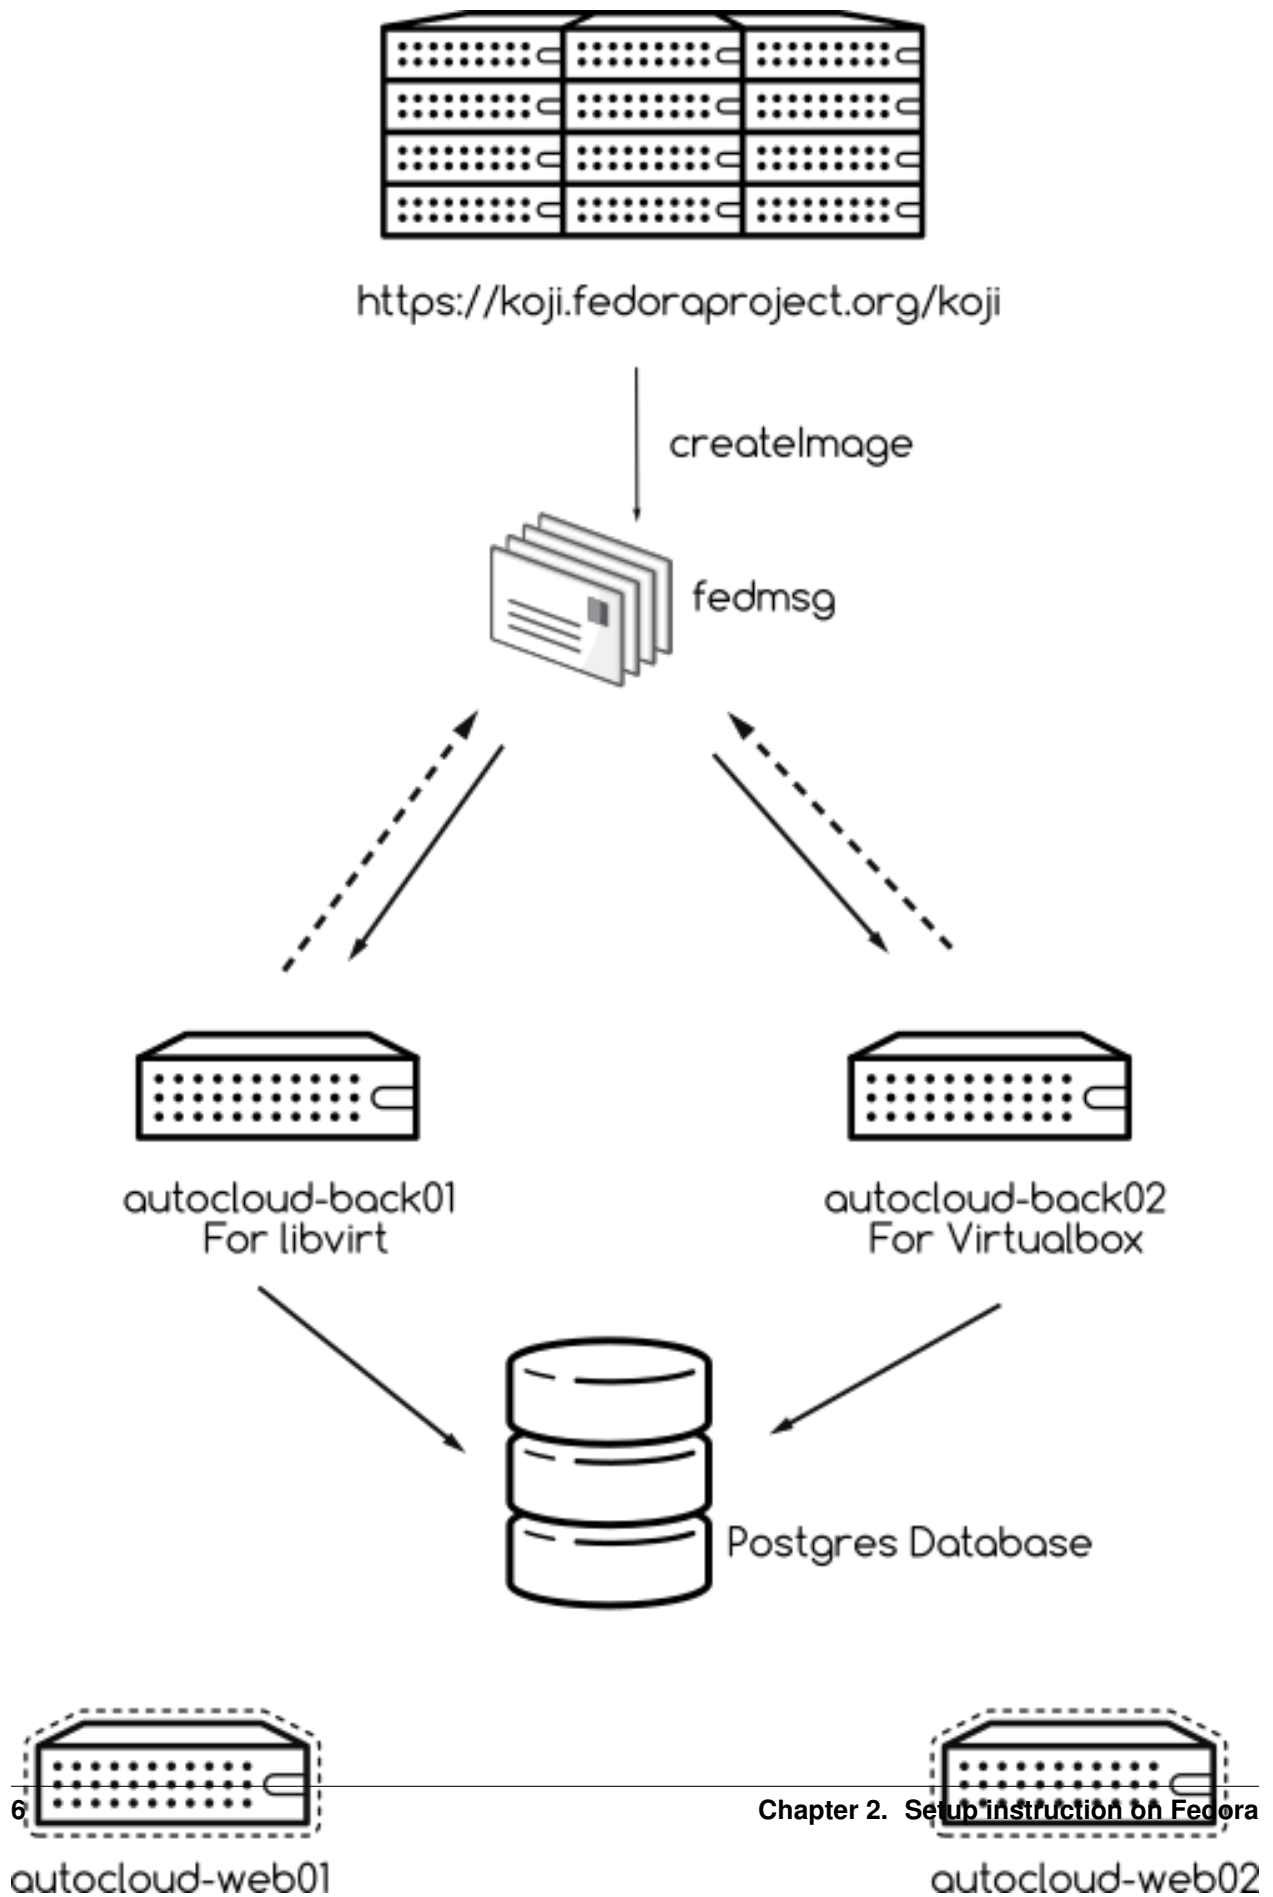 https://koji.fedoraproject.org/koji
createImage
fedmsg
autocloud-back01
For libvirt
autocloud-back02
For Virtualbox
Postgres Database
6
Chapter 2. Setup instruction on Fedora
autocloud-web01
autocloud-web02